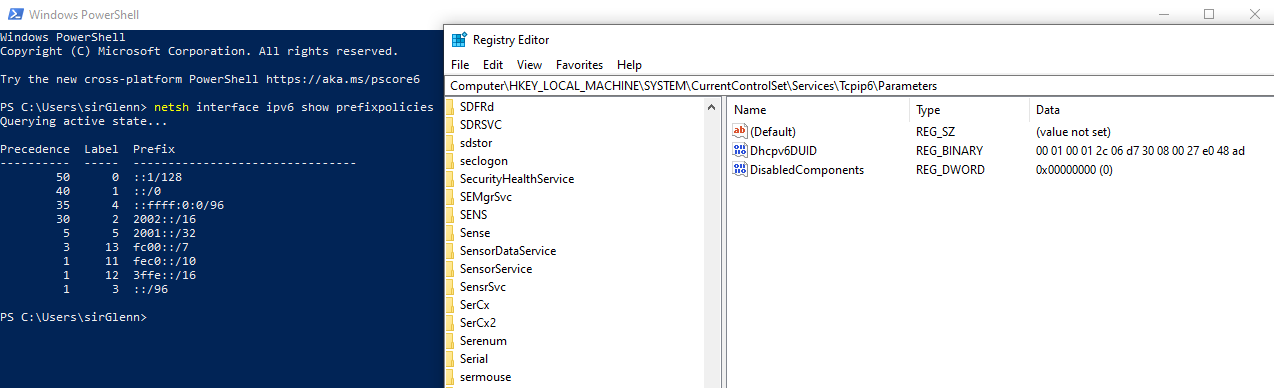 Windows PowerShell
Windows PowerShell
Copyright (C) Microsoft Corporation. All rights reserved.
Try the new cross-platform PowerShell https://aka.ms/pscore6
PS C:\Users\sirGlenn> netsh interface ipv6 show prefixpolicies
Querying active state...
Precedence  Label  Prefix
----------  -----  --------------------------------
        50      0  ::1/128
        40      1  ::/0
        35      4  ::ffff:0:0/96
        30      2  2002::/16
         5      5  2001::/32
         3     13  fc00::/7
         1     11  fec0::/10
         1     12  3ffe::/16
         1      3  ::/96
PS C:\Users\sirGlenn>
Registry Editor
File Edit View Favorites Help
Computer\HKEY_LOCAL_MACHINE\SYSTEM\CurrentControlSet\Services\Tcpip6\Parameters
SDFRd
SDRSVC
sdstor
seclogon
SecurityHealthService
SEMgrSvc
SENS
Sense
SensorDataService
SensorService
SensrSvc
SerCx
SerCx2
Serenum
Serial
sermouse
Name Type Data
(Default) REG_SZ (value not set)
Dhcpv6DUID REG_BINARY 00 01 00 01 2c 06 d7 30 08 00 27 e0 48 ad
DisabledComponents REG_DWORD 0x00000000 (0)